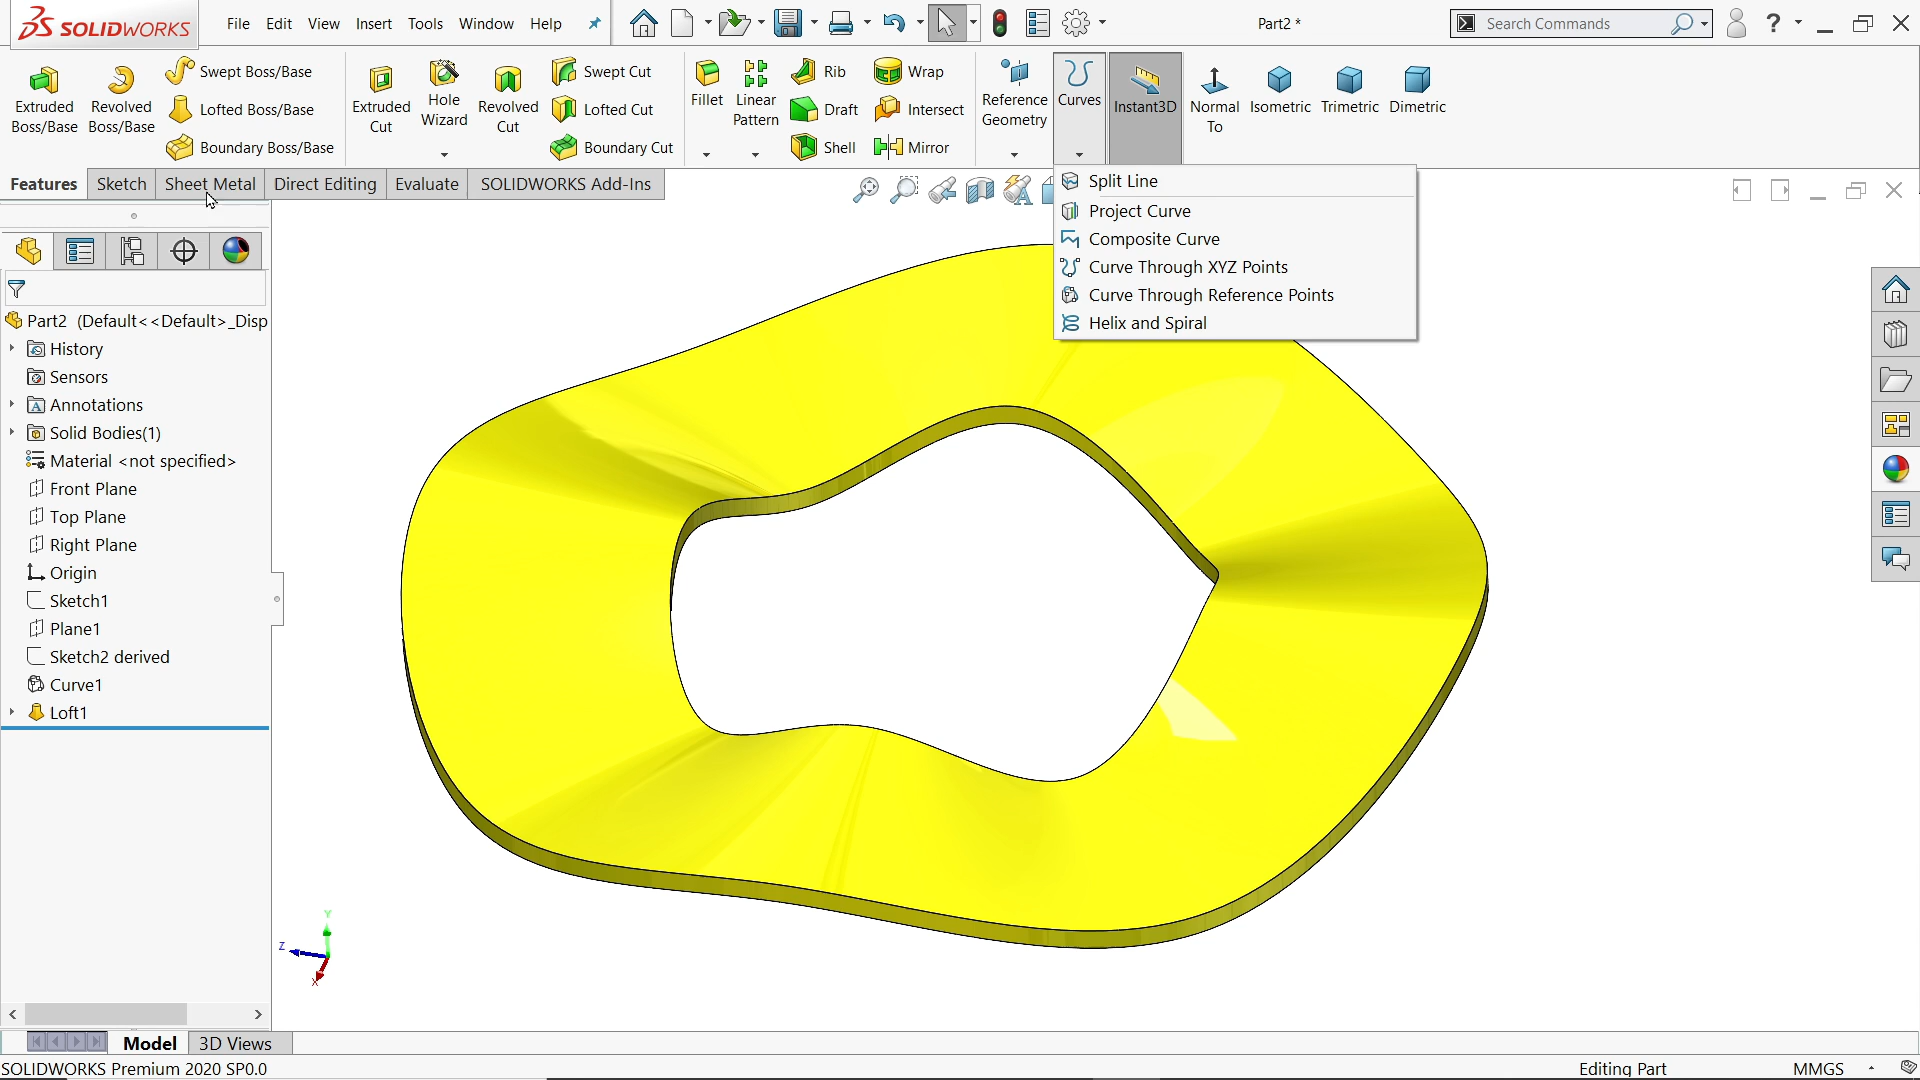 SOLIDWORKS
File Edit View Insert Tools Window Help
Part2 *
Search Commands
?
Extruded Boss/Base
Revolved Boss/Base
Swept Boss/Base
Lofted Boss/Base
Boundary Boss/Base
Extruded Cut
Hole Wizard
Revolved Cut
Swept Cut
Lofted Cut
Boundary Cut
Fillet
Linear Pattern
Rib
Draft
Shell
Wrap
Intersect
Mirror
Reference Geometry
Curves
Instant3D
Normal To
Isometric
Trimetric
Dimetric
Features Sketch Sheet Metal Direct Editing Evaluate SOLIDWORKS Add-Ins
Split Line
Project Curve
Composite Curve
Curve Through XYZ Points
Curve Through Reference Points
Helix and Spiral
Part2 (Default<<Default>_Disp
History
Sensors
Annotations
Solid Bodies(1)
Material <not specified>
Front Plane
Top Plane
Right Plane
Origin
Sketch1
Plane1
Sketch2 derived
Curve1
Loft1
Y
Z
X
Model 3D Views
SOLIDWORKS Premium 2020 SP0.0
Editing Part
MMGS